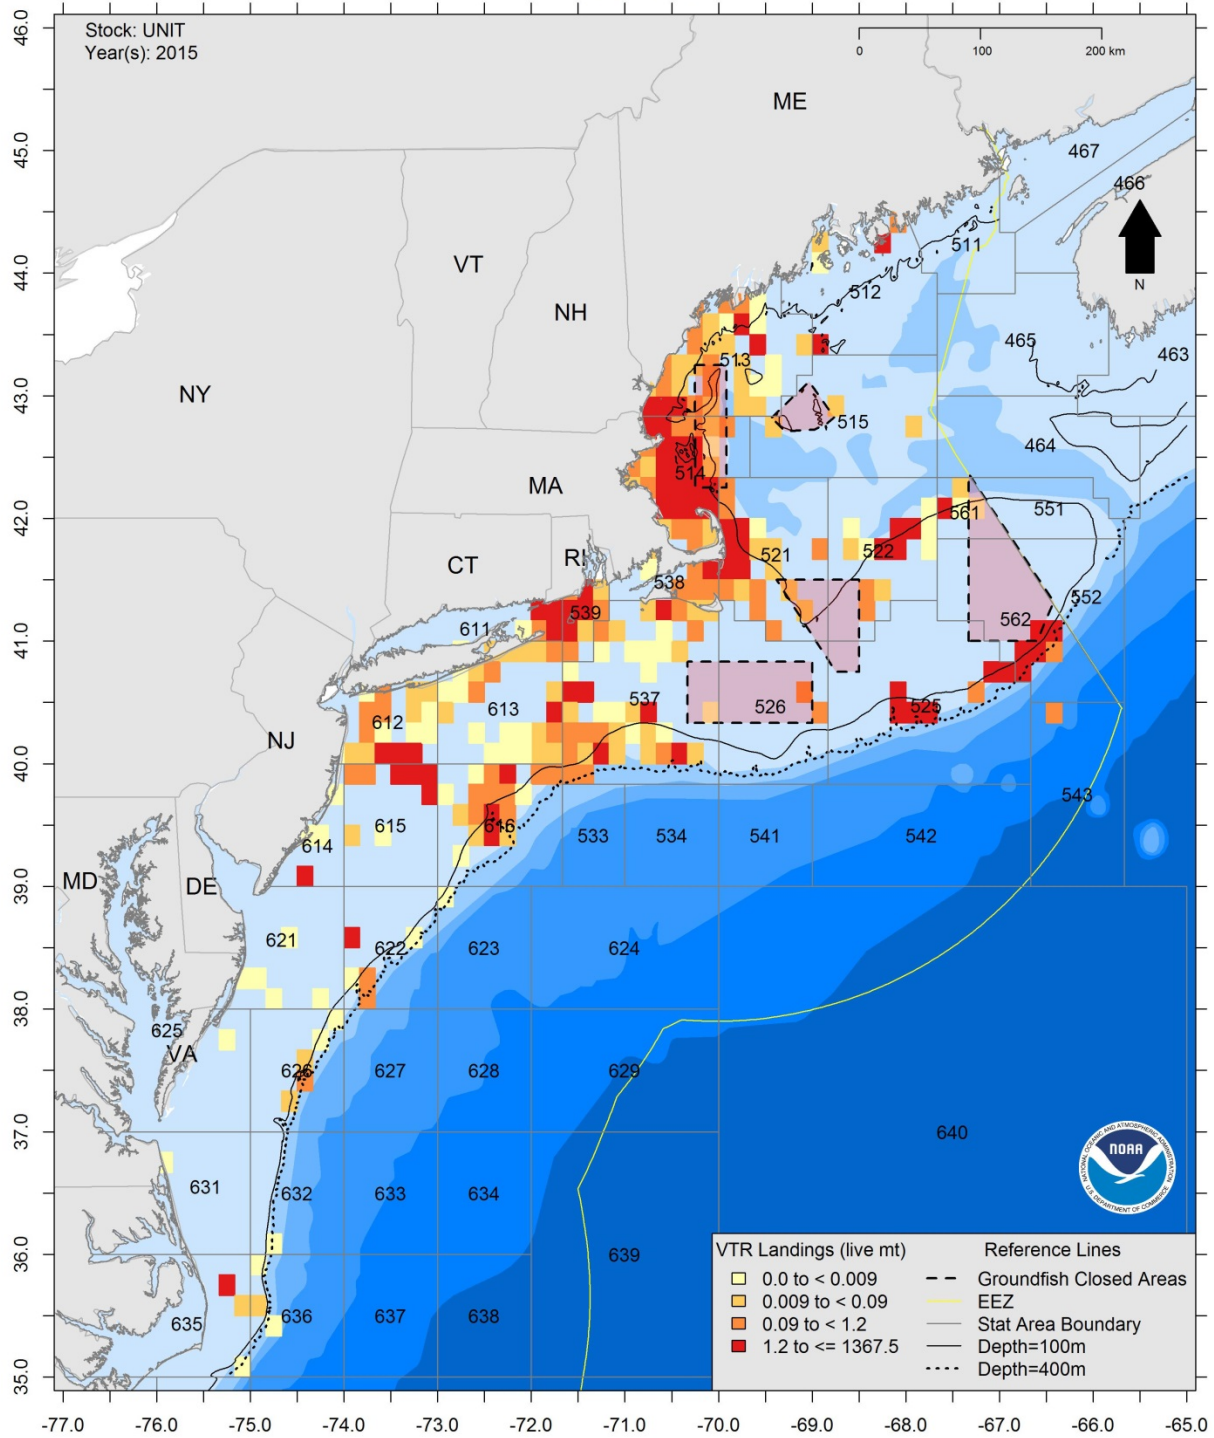 Stock: UNIT
Year(s): 2015
0 100 200 km
46.0
45.0
44.0
43.0
42.0
41.0
40.0
39.0
38.0
37.0
36.0
35.0
ME
467
466
N
511
VT
512
NH
465
463
513
NY
515
464
514
MA
561
551
521
522
CT
RI
538
552
539
562
611
537
613
526
525
612
NJ
543
615
616
533
534
541
542
614
MD
DE
621
622
623
624
625
VA
626
627
628
629
640
NATIONAL OCEANIC AND ATMOSPHERIC ADMINISTRATION
NOAA
U.S. DEPARTMENT OF COMMERCE
631
632
633
634
639
635
636
637
638
VTR Landings (live mt)
0.0 to < 0.009
0.009 to < 0.09
0.09 to < 1.2
1.2 to <= 1367.5
Reference Lines
Groundfish Closed Areas
EEZ
Stat Area Boundary
Depth=100m
Depth=400m
-77.0 -76.0 -75.0 -74.0 -73.0 -72.0 -71.0 -70.0 -69.0 -68.0 -67.0 -66.0 -65.0